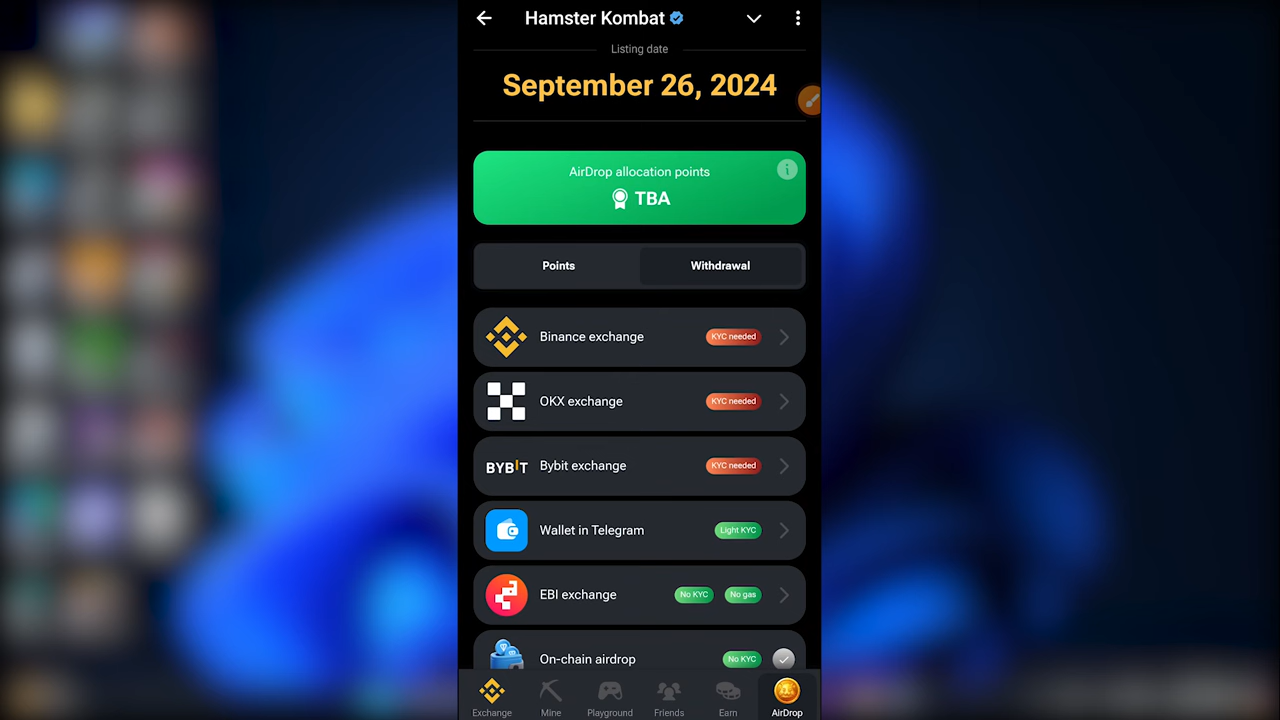 Hamster Kombat
Listing date
September 26, 2024
AirDrop allocation points
TBA
Points Withdrawal
Binance exchange KYC needed
OKX exchange KYC needed
BYBIT Bybit exchange KYC needed
Wallet in Telegram Light KYC
EBI exchange No KYC No gas
On-chain airdrop No KYC
Exchange Mine Playground Friends Earn AirDrop